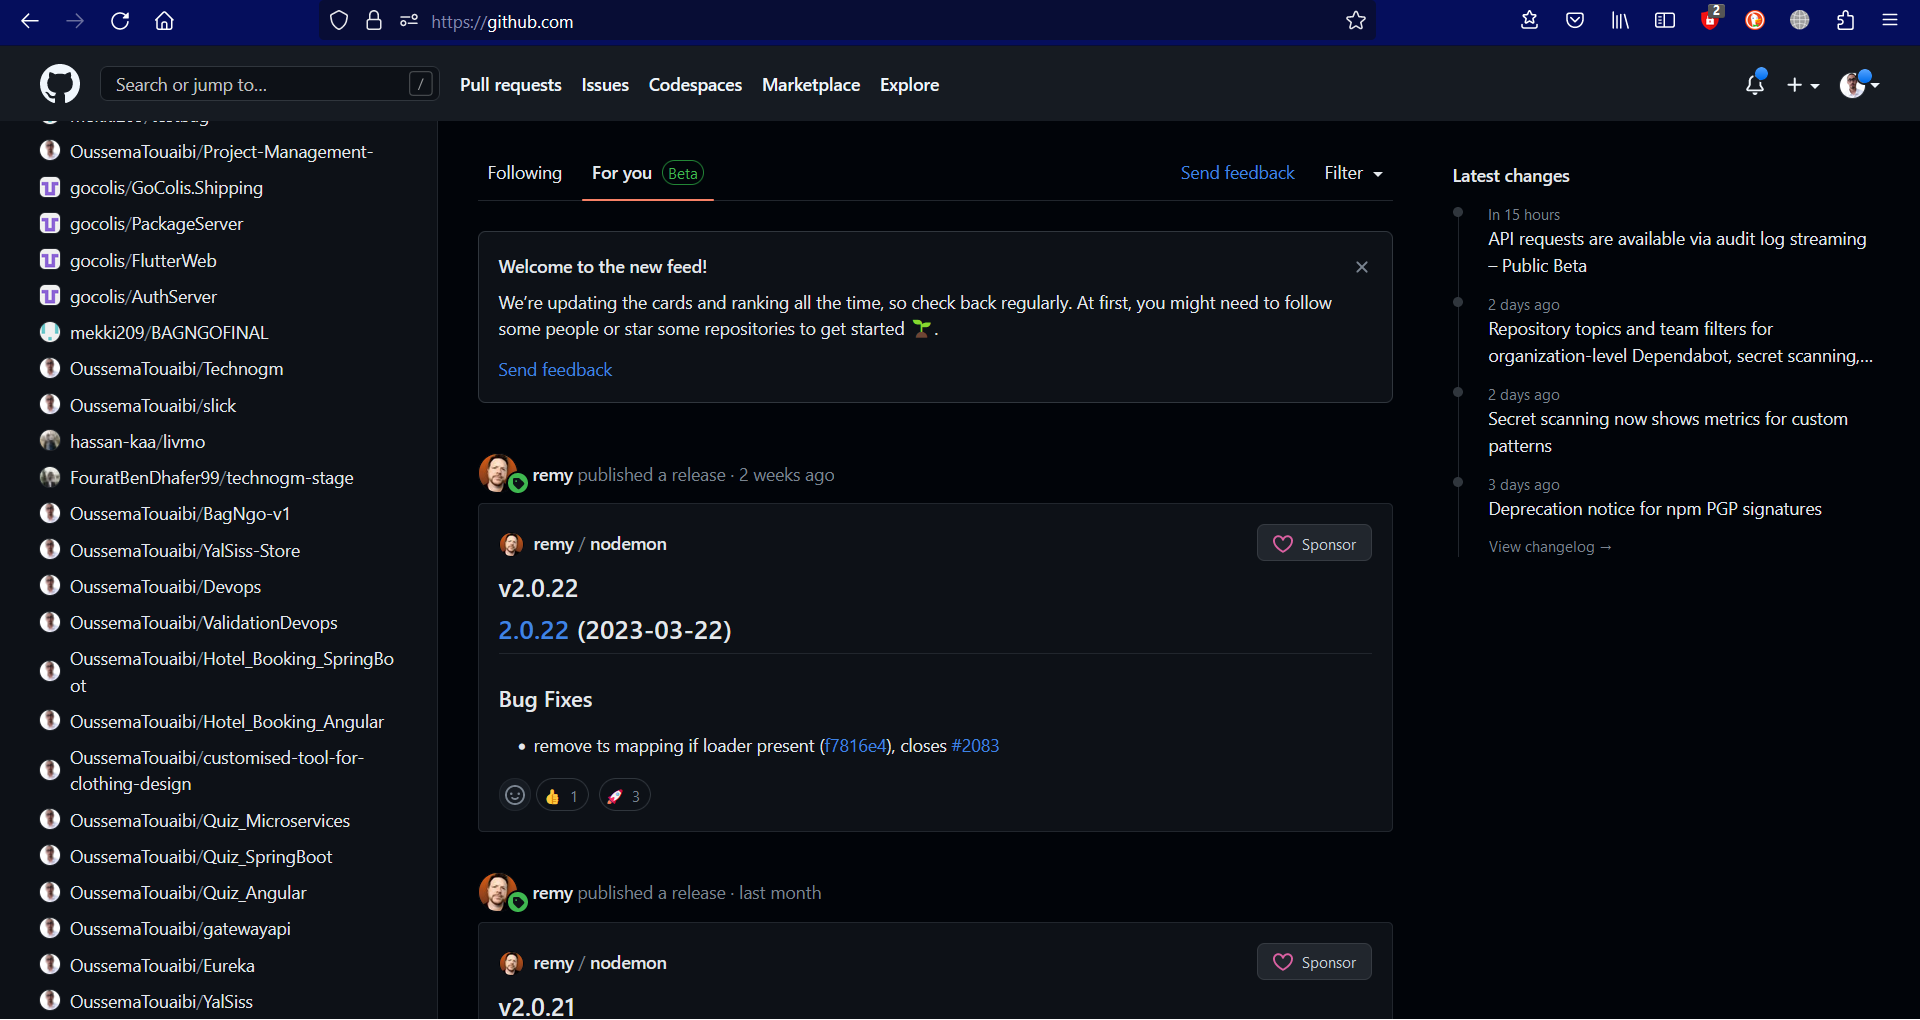 https://github.com
2
Search or jump to...
/
Pull requests
Issues
Codespaces
Marketplace
Explore
OussemaTouaibi/Project-Management-
gocolis/GoColis.Shipping
gocolis/PackageServer
gocolis/FlutterWeb
gocolis/AuthServer
mekki209/BAGNGOFINAL
OussemaTouaibi/Technogm
OussemaTouaibi/slick
hassan-kaa/livmo
FouratBenDhafer99/technogm-stage
OussemaTouaibi/BagNgo-v1
OussemaTouaibi/YalSiss-Store
OussemaTouaibi/Devops
OussemaTouaibi/ValidationDevops
OussemaTouaibi/Hotel_Booking_SpringBo
ot
OussemaTouaibi/Hotel_Booking_Angular
OussemaTouaibi/customised-tool-for-
clothing-design
OussemaTouaibi/Quiz_Microservices
OussemaTouaibi/Quiz_SpringBoot
OussemaTouaibi/Quiz_Angular
OussemaTouaibi/gatewayapi
OussemaTouaibi/Eureka
OussemaTouaibi/YalSiss
Following
For you Beta
Send feedback
Filter
Welcome to the new feed!
We’re updating the cards and ranking all the time, so check back regularly. At first, you might need to follow
some people or star some repositories to get started 🌱.
Send feedback
remy published a release · 2 weeks ago
remy / nodemon
Sponsor
v2.0.22
2.0.22 (2023-03-22)
Bug Fixes
• remove ts mapping if loader present (f7816e4), closes #2083
👍 1
🚀 3
remy published a release · last month
remy / nodemon
Sponsor
v2.0.21
Latest changes
In 15 hours
API requests are available via audit log streaming
– Public Beta
2 days ago
Repository topics and team filters for
organization-level Dependabot, secret scanning,...
2 days ago
Secret scanning now shows metrics for custom
patterns
3 days ago
Deprecation notice for npm PGP signatures
View changelog →